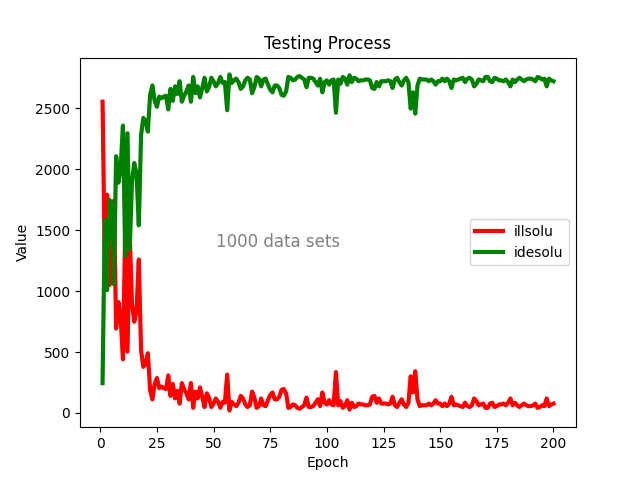 Testing Process
Value
2500
2000
1500
1000
500
0
1000 data sets
illsolu
idesolu
0 25 50 75 100 125 150 175 200
Epoch